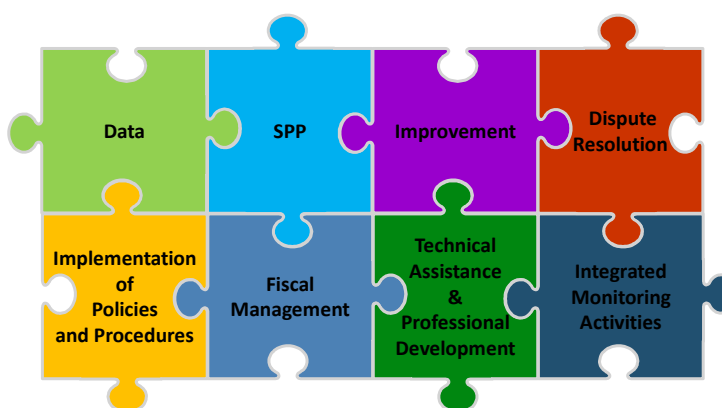 Data
SPP
Improvement
Dispute
Resolution
Implementation
of
Policies
and Procedures
Fiscal
Management
Technical
Assistance
&
Professional
Development
Integrated
Monitoring
Activities